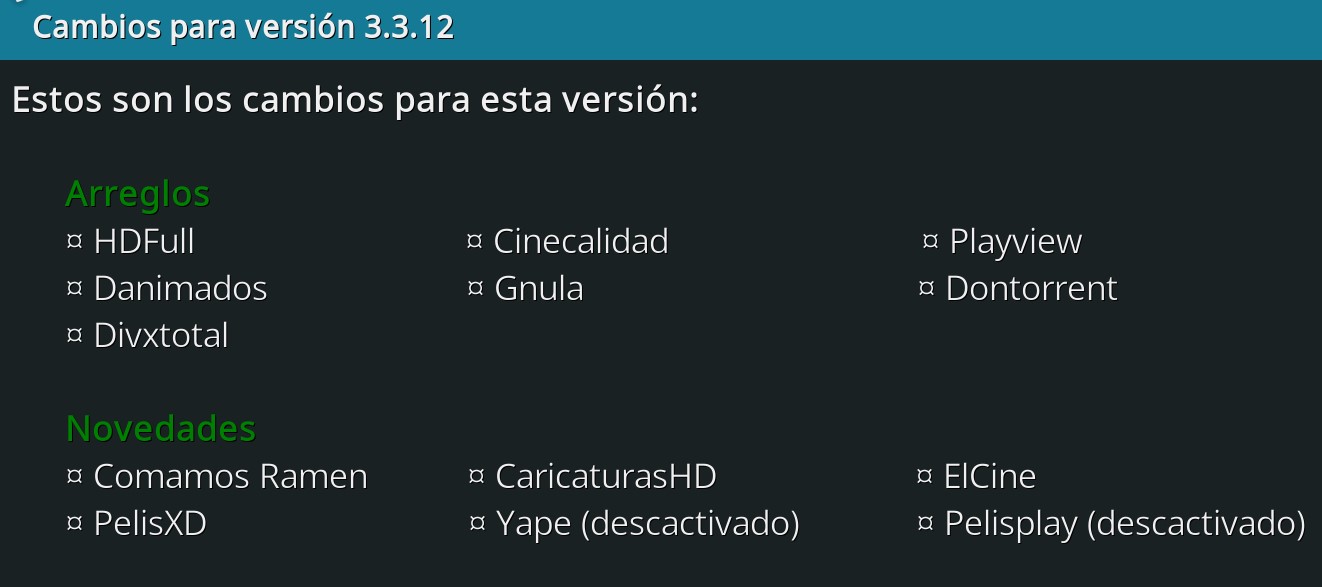 Cambios para versión 3.3.12
Estos son los cambios para esta versión:
Arreglos
¤ HDFull ¤ Cinecalidad ¤ Playview
¤ Danimados ¤ Gnula ¤ Dontorrent
¤ Divxtotal
Novedades
¤ Comamos Ramen ¤ CaricaturasHD ¤ ElCine
¤ PelisXD ¤ Yape (descactivado) ¤ Pelisplay (descactivado)